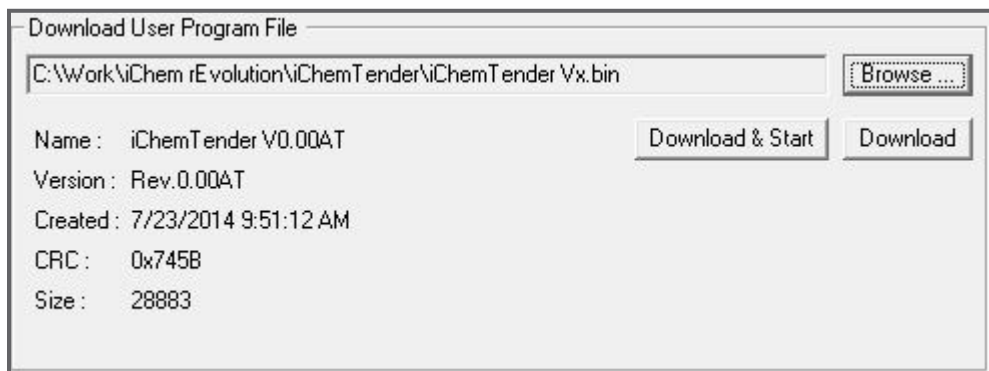 Download User Program File
C:\Work\iChem rEvolution\iChemTender\iChemTender Vx.bin
Browse ...
Name : iChemTender V0.00AT
Download & Start
Download
Version : Rev.0.00AT
Created : 7/23/2014 9:51:12 AM
CRC : 0x745B
Size : 28883